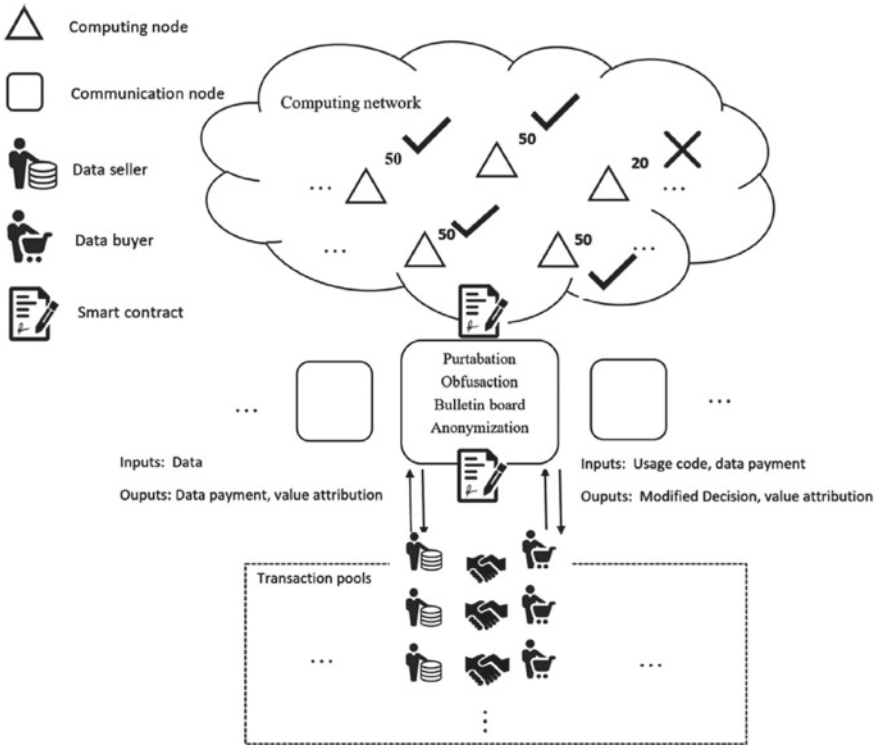 Computing node
Communication node
Data seller
Data buyer
Smart contract
Computing network
50
50
20
50
50
...
...
...
...
Purtabation
Obfusaction
Bulletin board
Anonymization
...
...
Inputs: Data
Ouputs: Data payment, value attribution
Inputs: Usage code, data payment
Ouputs: Modified Decision, value attribution
Transaction pools
...
...
...